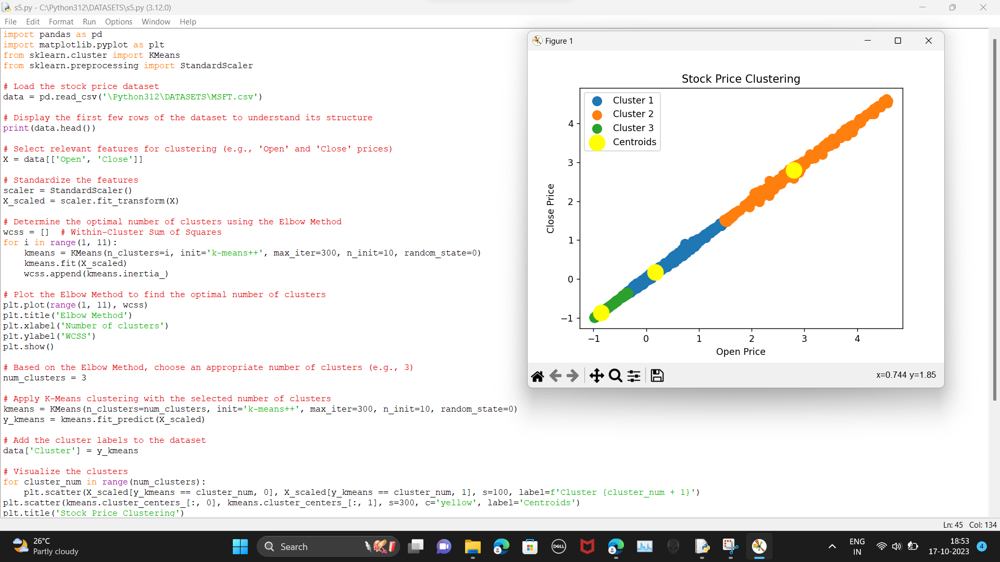 s5.py - C:\Python312\DATASETS\s5.py (3.12.0)
File Edit Format Run Options Window Help
import pandas as pd
import matplotlib.pyplot as plt
from sklearn.cluster import KMeans
from sklearn.preprocessing import StandardScaler
# Load the stock price dataset
data = pd.read_csv('\Python312\DATASETS\MSFT.csv')
# Display the first few rows of the dataset to understand its structure
print(data.head())
# Select relevant features for clustering (e.g., 'Open' and 'Close' prices)
X = data[['Open', 'Close']]
# Standardize the features
scaler = StandardScaler()
X_scaled = scaler.fit_transform(X)
# Determine the optimal number of clusters using the Elbow Method
wcss = []  # Within-Cluster Sum of Squares
for i in range(1, 11):
    kmeans = KMeans(n_clusters=i, init='k-means++', max_iter=300, n_init=10, random_state=0)
    kmeans.fit(X_scaled)
    wcss.append(kmeans.inertia_)
# Plot the Elbow Method to find the optimal number of clusters
plt.plot(range(1, 11), wcss)
plt.title('Elbow Method')
plt.xlabel('Number of clusters')
plt.ylabel('WCSS')
plt.show()
# Based on the Elbow Method, choose an appropriate number of clusters (e.g., 3)
num_clusters = 3
# Apply K-Means clustering with the selected number of clusters
kmeans = KMeans(n_clusters=num_clusters, init='k-means++', max_iter=300, n_init=10, random_state=0)
y_kmeans = kmeans.fit_predict(X_scaled)
# Add the cluster labels to the dataset
data['Cluster'] = y_kmeans
# Visualize the clusters
for cluster_num in range(num_clusters):
    plt.scatter(X_scaled[y_kmeans == cluster_num, 0], X_scaled[y_kmeans == cluster_num, 1], s=100, label=f'Cluster {cluster_num + 1}')
plt.scatter(kmeans.cluster_centers_[:, 0], kmeans.cluster_centers_[:, 1], s=300, c='yellow', label='Centroids')
plt.title('Stock Price Clustering')
Figure 1
Stock Price Clustering
Cluster 1
Cluster 2
Cluster 3
Centroids
4
3
2
1
0
−1
Close Price
−1 0 1 2 3 4
Open Price
x=0.744 y=1.85
Ln: 45 Col: 134
26°C
Partly cloudy
Search
DELL
ENG
IN
18:53
17-10-2023
4